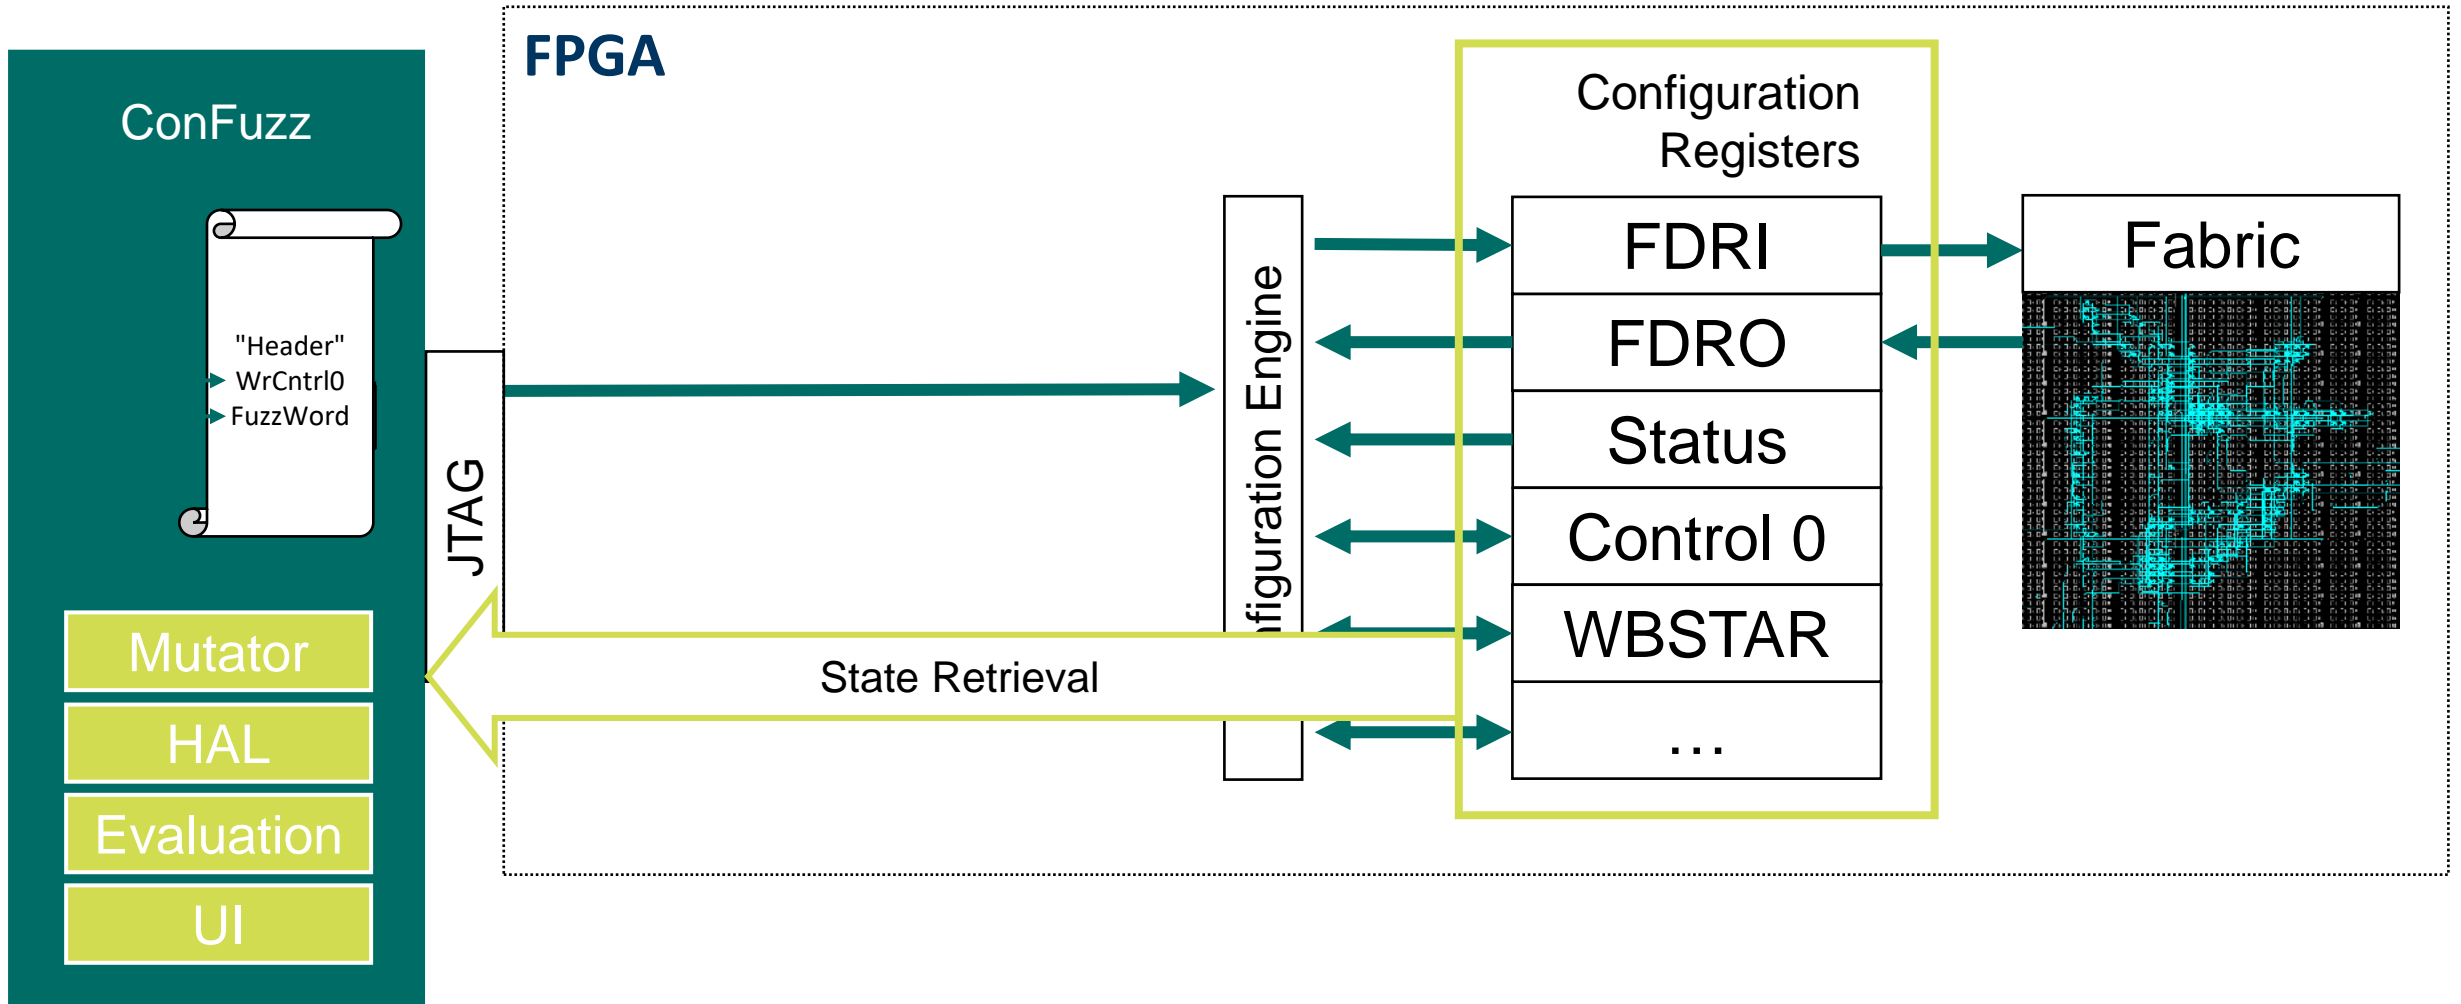 FPGA
ConFuzz
"Header"
WrCntrl0
FuzzWord
Mutator
HAL
Evaluation
UI
JTAG
State Retrieval
figuration Engine
Configuration
Registers
FDRI
FDRO
Status
Control 0
WBSTAR
...
Fabric